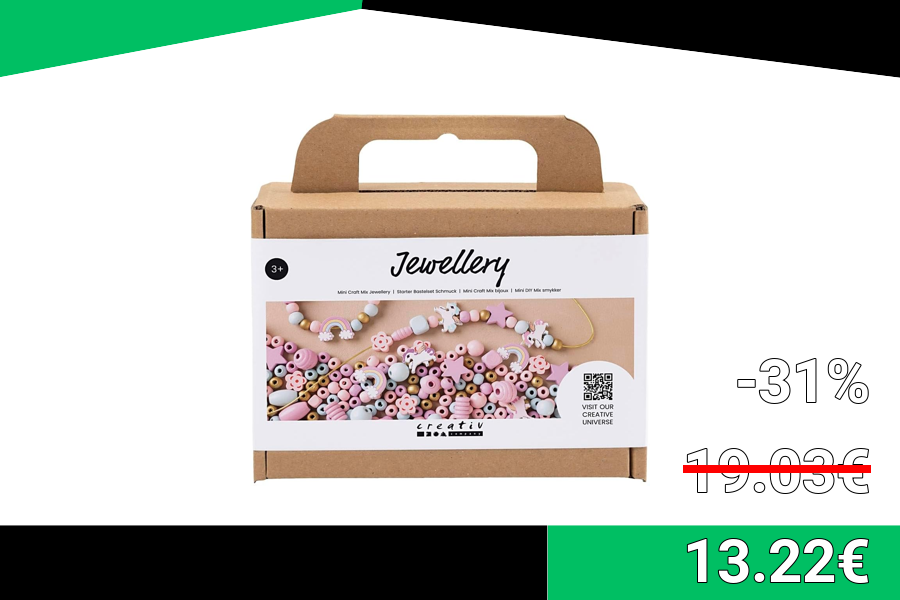 Jewellery
3+
Mini Craft Mix Jewellery | Starter Bastelset Schmuck | Mini Craft Mix bijoux | Mini DIY Mix smykker
VISIT OUR
CREATIVE
UNIVERSE
creativ
-31%
19.03€
13.22€